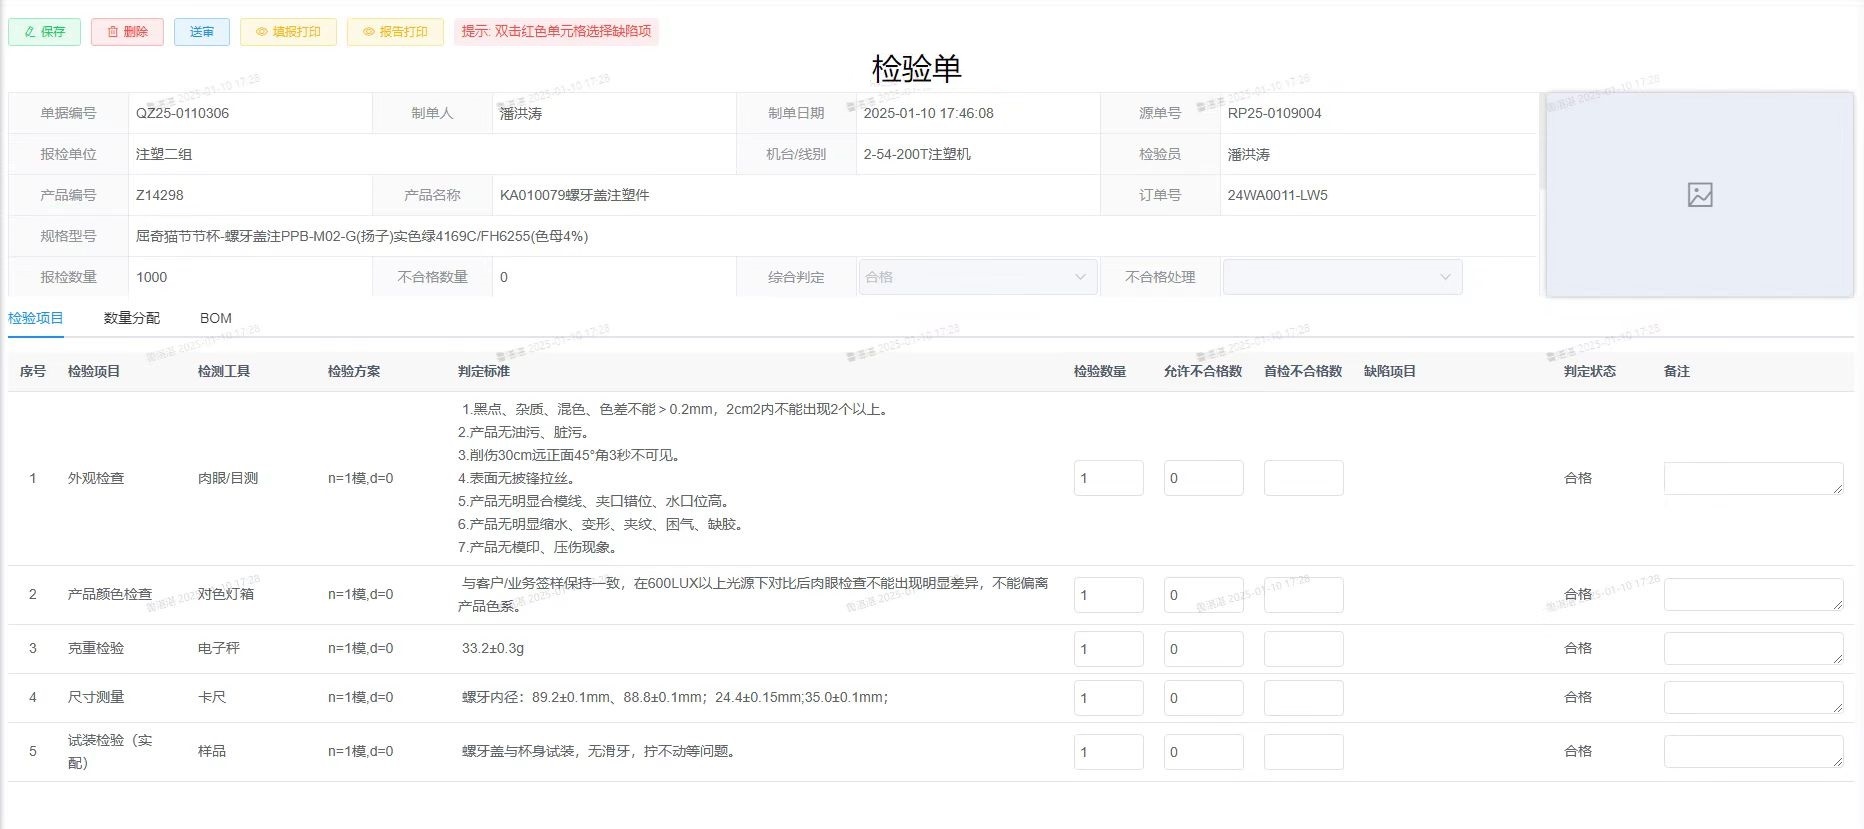 保存 删除 送审 填报打印 报告打印 提示: 双击红色单元格选择缺陷项
检验单
单据编号 QZ25-0110306 制单人 潘洪涛 制单日期 2025-01-10 17:46:08 源单号 RP25-0109004
报检单位 注塑二组 机台/线别 2-54-200T注塑机 检验员 潘洪涛
产品编号 Z14298 产品名称 KA010079螺牙盖注塑件 订单号 24WA0011-LW5
规格型号 屈奇猫节节杯-螺牙盖注PPB-M02-G(扬子)实色绿4169C/FH6255(色母4%)
报检数量 1000 不合格数量 0 综合判定 合格 不合格处理
检验项目 数量分配 BOM
序号 检验项目 检测工具 检验方案 判定标准 检验数量 允许不合格数 首检不合格数 缺陷项目 判定状态 备注
1.黑点、杂质、混色、色差不能＞0.2mm，2cm2内不能出现2个以上。
2.产品无油污、脏污。
3.削伤30cm远正面45°角3秒不可见。
1 外观检查 肉眼/目测 n=1模,d=0 4.表面无披锋拉丝。 1 0 合格
5.产品无明显合模线、夹口错位、水口位高。
6.产品无明显缩水、变形、夹纹、困气、缺胶。
7.产品无模印、压伤现象。
2 产品颜色检查 对色灯箱 n=1模,d=0 与客户/业务签样保持一致，在600LUX以上光源下对比后肉眼检查不能出现明显差异，不能偏离 1 0 合格
产品色系。
3 克重检验 电子秤 n=1模,d=0 33.2±0.3g 1 0 合格
4 尺寸测量 卡尺 n=1模,d=0 螺牙内径：89.2±0.1mm、88.8±0.1mm；24.4±0.15mm;35.0±0.1mm； 1 0 合格
5 试装检验（实 样品 n=1模,d=0 螺牙盖与杯身试装，无滑牙，拧不动等问题。 1 0 合格
配）
2025-01-10 17:28